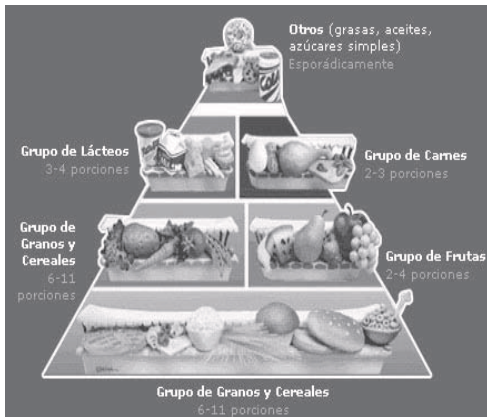 Otros (grasas, aceites,
azúcares simples)
Esporádicamente
Grupo de Lácteos
3-4 porciones
Grupo de Carnes
2-3 porciones
Grupo de
Granos y
Cereales
6-11
porciones
Grupo de Frutas
2-4 porciones
Grupo de Granos y Cereales
6-11 porciones